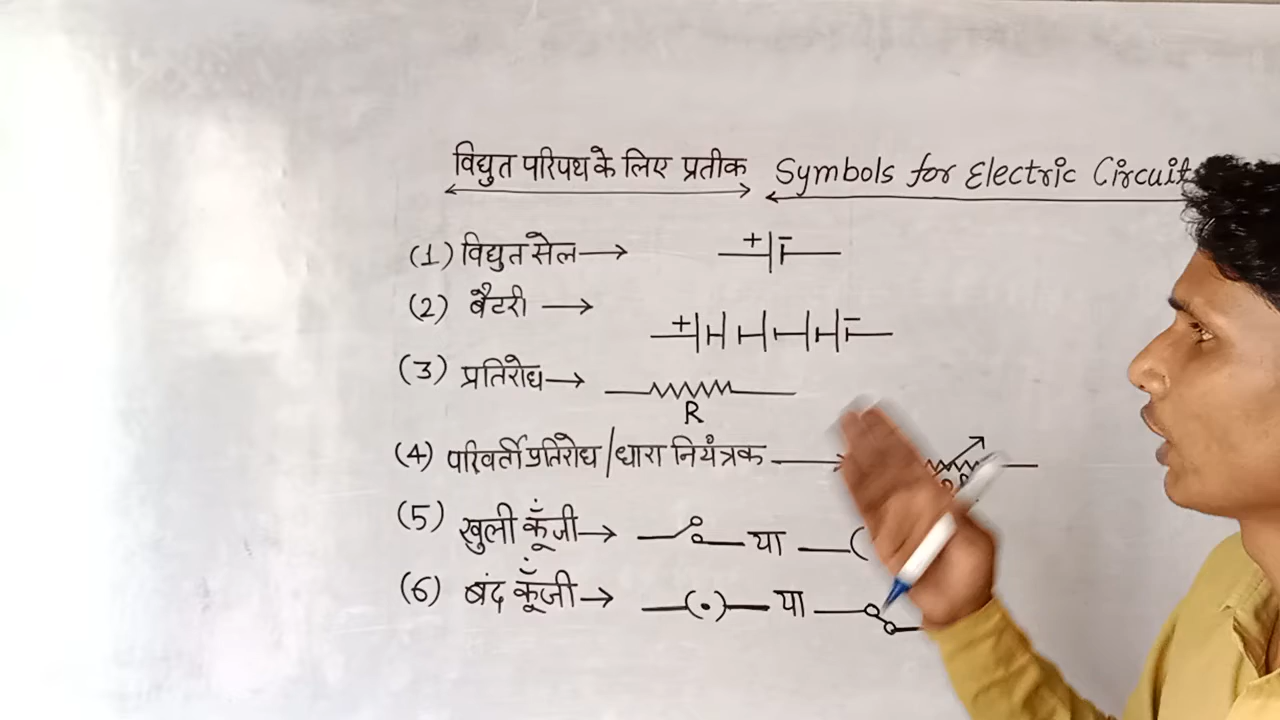 विद्युत परिपथ के लिए प्रतीक Symbols for Electric Circuit
(1) विद्युत सेल → + -
(2) बैटरी → + -
(3) प्रतिरोध →
R
(4) परिवर्ती प्रतिरोध / धारा नियंत्रक →
(5) खुली कूँजी → या (
(6) बंद कूँजी → (·) या